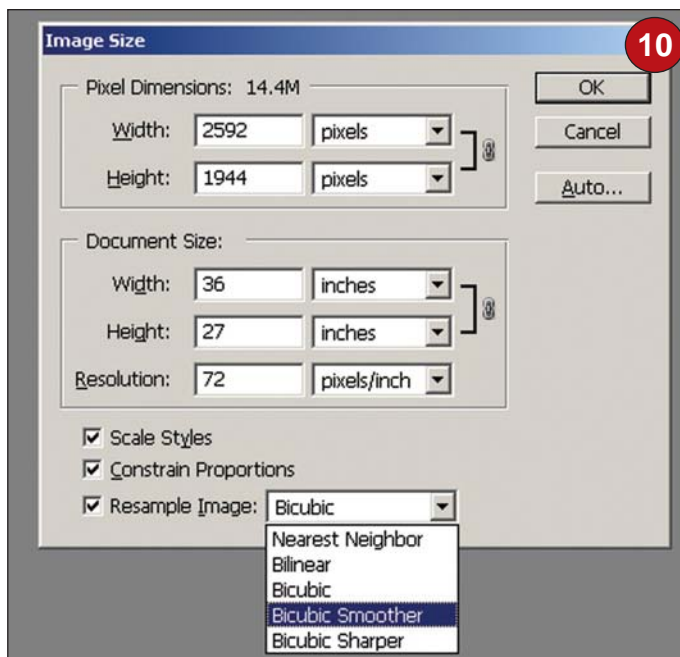 Image Size
10
Pixel Dimensions: 14.4M
OK
Width: 2592 pixels
Cancel
Height: 1944 pixels
Auto...
Document Size:
Width: 36 inches
Height: 27 inches
Resolution: 72 pixels/inch
Scale Styles
Constrain Proportions
Resample Image: Bicubic
Nearest Neighbor
Bilinear
Bicubic
Bicubic Smoother
Bicubic Sharper